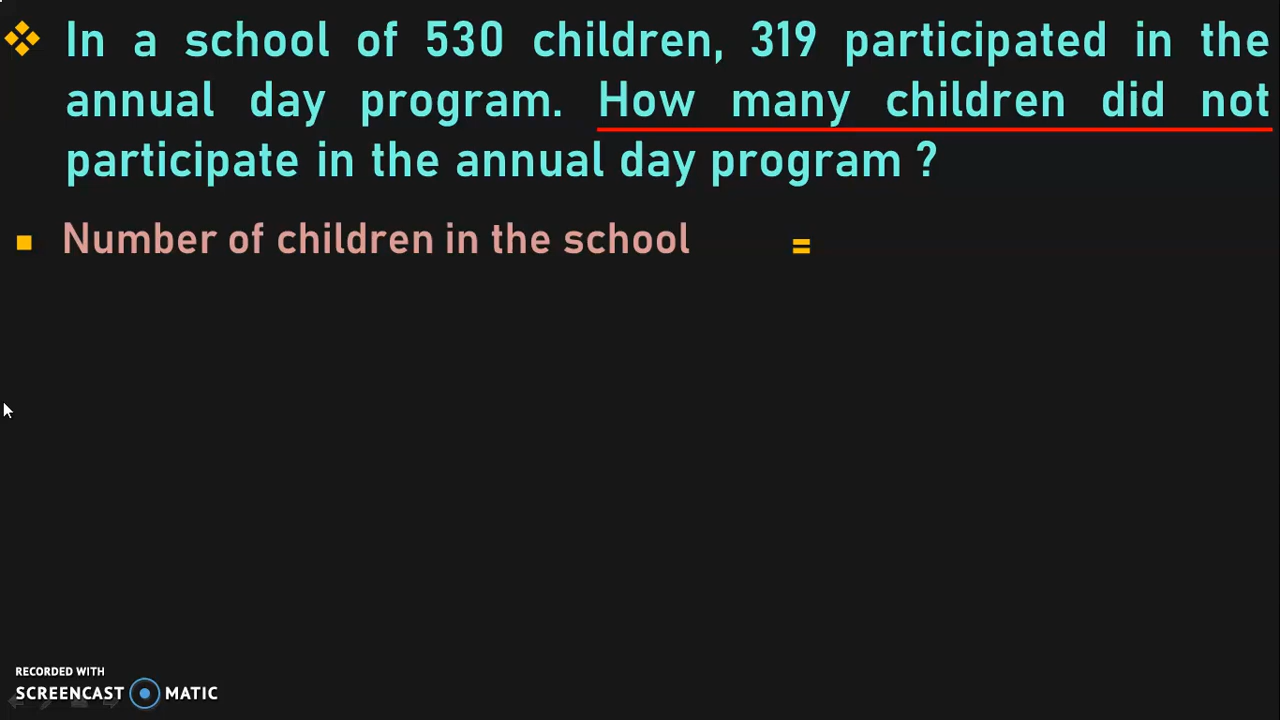 In a school of 530 children, 319 participated in the
annual day program. How many children did not
participate in the annual day program ?
Number of children in the school =
RECORDED WITH
SCREENCAST MATIC